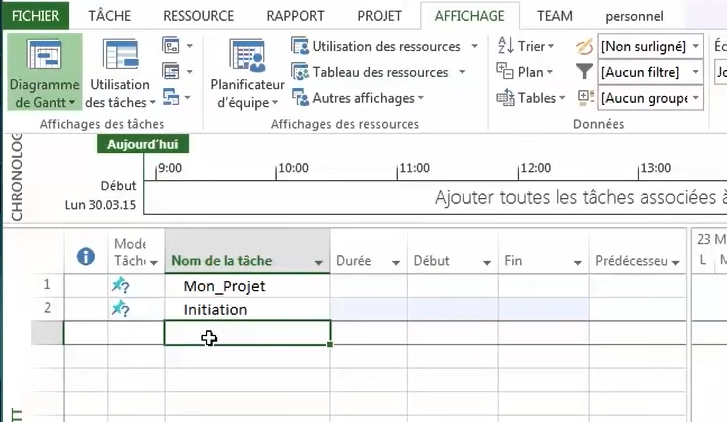 FICHIER TÂCHE RESSOURCE RAPPORT PROJET AFFICHAGE TEAM personnel
Diagramme de Gantt
Utilisation des tâches
Affichages des tâches
Planificateur d'équipe
Utilisation des ressources
Tableau des ressources
Autres affichages
Affichages des ressources
Trier
Plan
Tables
[Non surligné]
[Aucun filtre]
[Aucun groupe
Données
Éc
Jo
CHRONOLOG
Aujourd'hui
9:00 10:00 11:00 12:00 13:00
Début
Lun 30.03.15
Ajouter toutes les tâches associées à
Mode
Tâche
Nom de la tâche
Durée
Début
Fin
Prédécesseu
23 M
L M
1 Mon_Projet
2 Initiation
TT